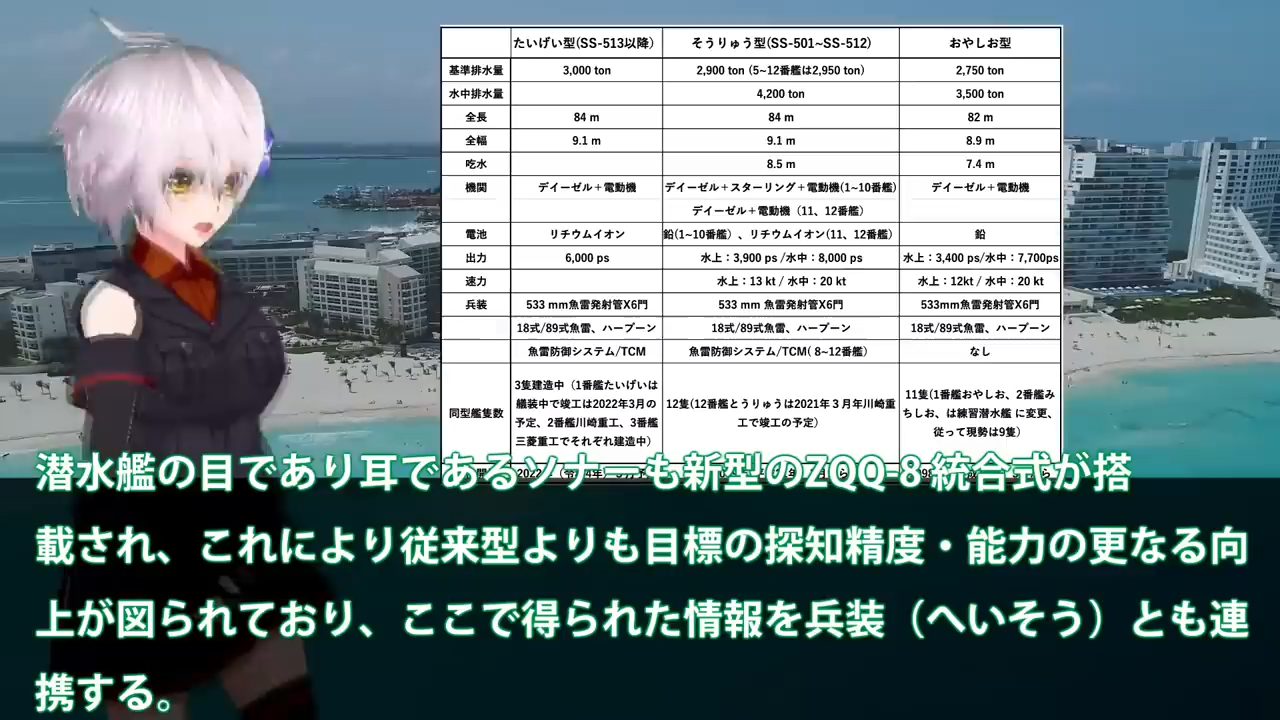 たいげい型(SS-513以降) そうりゅう型(SS-501~SS-512) おやしお型
基準排水量 3,000 ton 2,900 ton (5~12番艦は2,950 ton) 2,750 ton
水中排水量 4,200 ton 3,500 ton
全長 84 m 84 m 82 m
全幅 9.1 m 9.1 m 8.9 m
吃水 8.5 m 7.4 m
機関 デイーゼル＋電動機 デイーゼル＋スターリング＋電動機(1~10番艦) デイーゼル＋電動機
デイーゼル＋電動機（11、12番艦）
電池 リチウムイオン 鉛(1~10番艦）、リチウムイオン(11、12番艦） 鉛
出力 6,000 ps 水上：3,900 ps /水中：8,000 ps 水上：3,400 ps/水中：7,700ps
速力 水上：13 kt / 水中：20 kt 水上：12kt / 水中：20 kt
兵装 533 mm魚雷発射管X6門 533 mm 魚雷発射管X6門 533mm魚雷発射管X6門
18式/89式魚雷、ハープーン 18式/89式魚雷、ハープーン 18式/89式魚雷、ハープーン
魚雷防御システム/TCM 魚雷防御システム/TCM( 8~12番艦） なし
同型艦隻数
3隻建造中（1番艦たいげいは
艤装中で竣工は2022年3月の
予定、2番艦川崎重工、3番艦
三菱重工でそれぞれ建造中）
12隻(12番艦とうりゅうは2021年３月年川崎重
工で竣工の予定）
11隻(1番艦おやしお、2番艦み
ちしお、は練習潜水艦 に変更、
従って現勢は9隻）
潜水艦の目であり耳であるソナーも新型のZQQ８統合式が搭
載され、これにより従来型よりも目標の探知精度・能力の更なる向
上が図られており、ここで得られた情報を兵装（へいそう）とも連
携する。